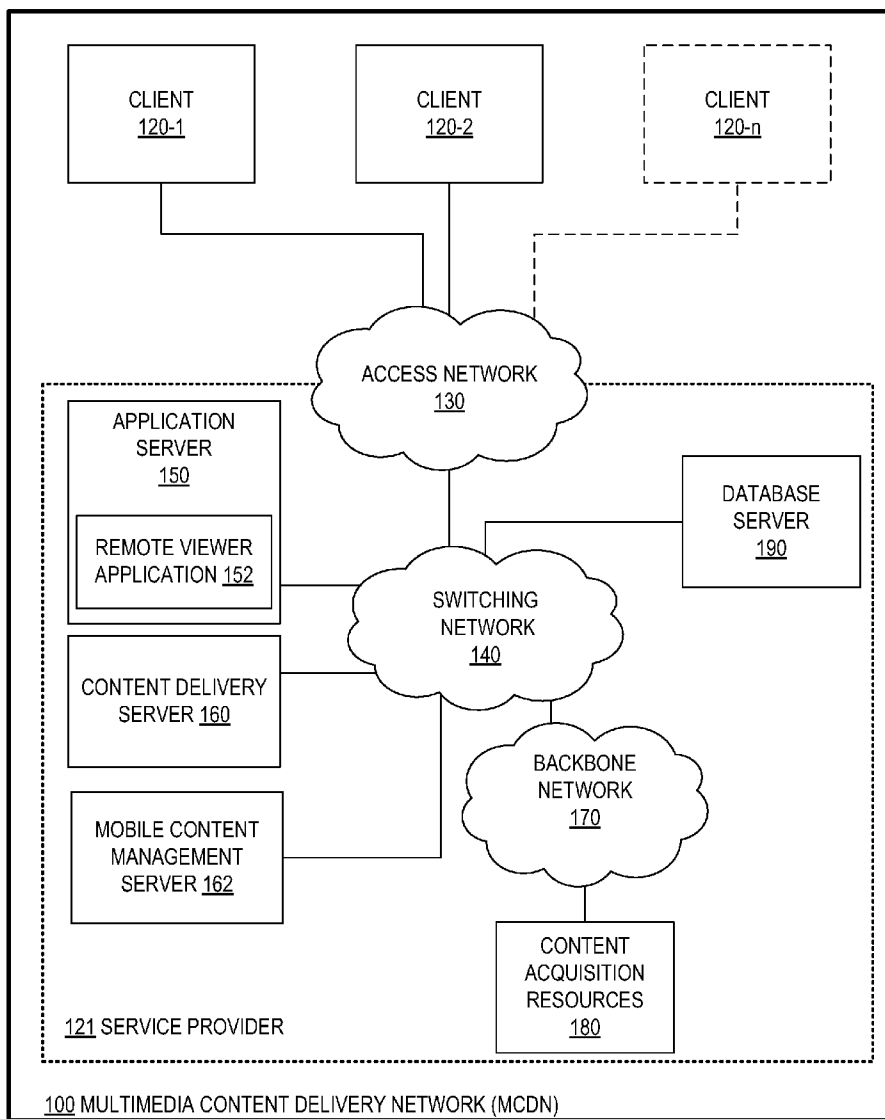 CLIENT
120-1
CLIENT
120-2
CLIENT
120-n
ACCESS NETWORK
130
APPLICATION
SERVER
150
REMOTE VIEWER
APPLICATION 152
DATABASE
SERVER
190
SWITCHING
NETWORK
140
CONTENT DELIVERY
SERVER 160
BACKBONE
NETWORK
170
MOBILE CONTENT
MANAGEMENT
SERVER 162
CONTENT
ACQUISITION
RESOURCES
180
121 SERVICE PROVIDER
100 MULTIMEDIA CONTENT DELIVERY NETWORK (MCDN)